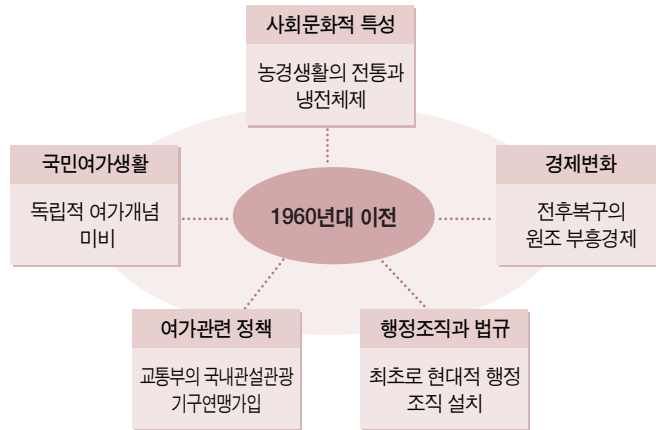 사회문화적 특성
농경생활의 전통과
냉전체제
국민여가생활
독립적 여가개념
미비
1960년대 이전
경제변화
전후복구의
원조 부흥경제
여가관련 정책
교통부의 국내관설관광
기구연맹가입
행정조직과 법규
최초로 현대적 행정
조직 설치